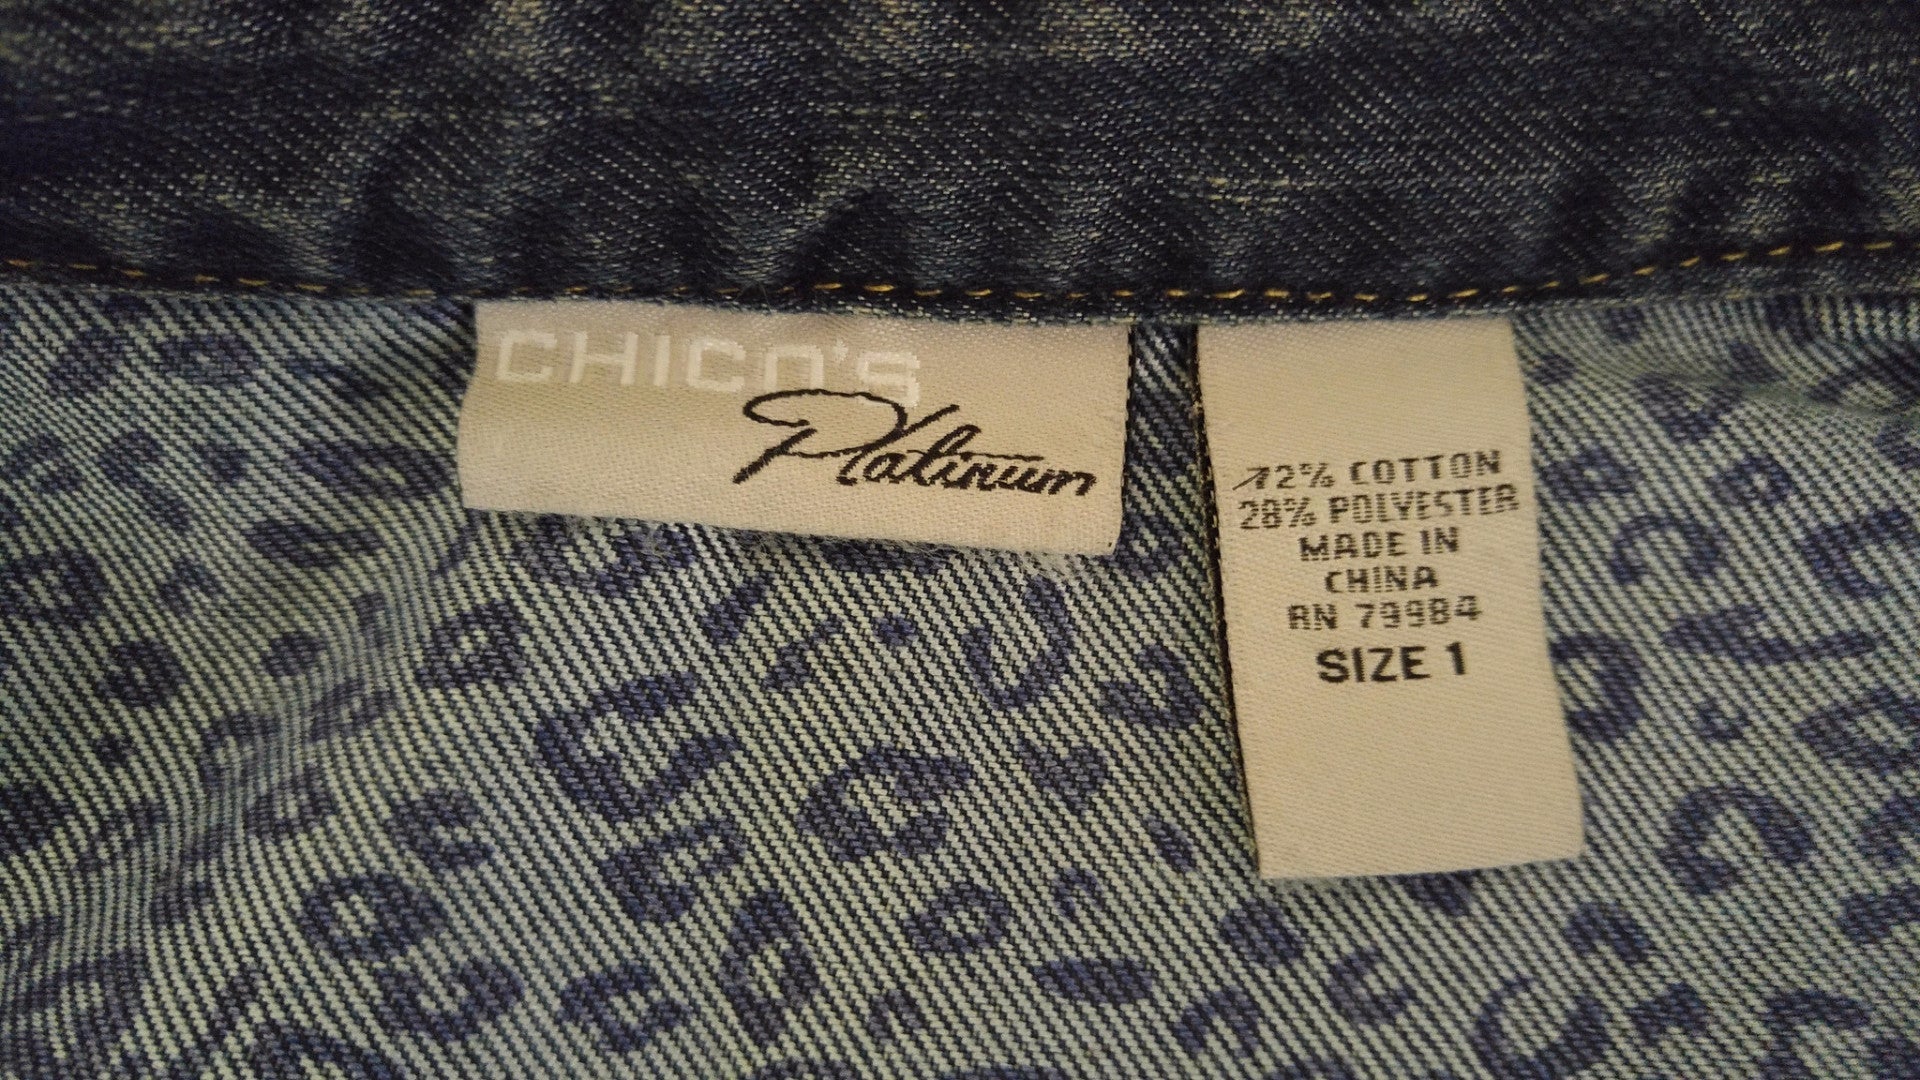 CHICO'S
Platinum
72% COTTON
28% POLYESTER
MADE IN
CHINA
RN 79984
SIZE 1